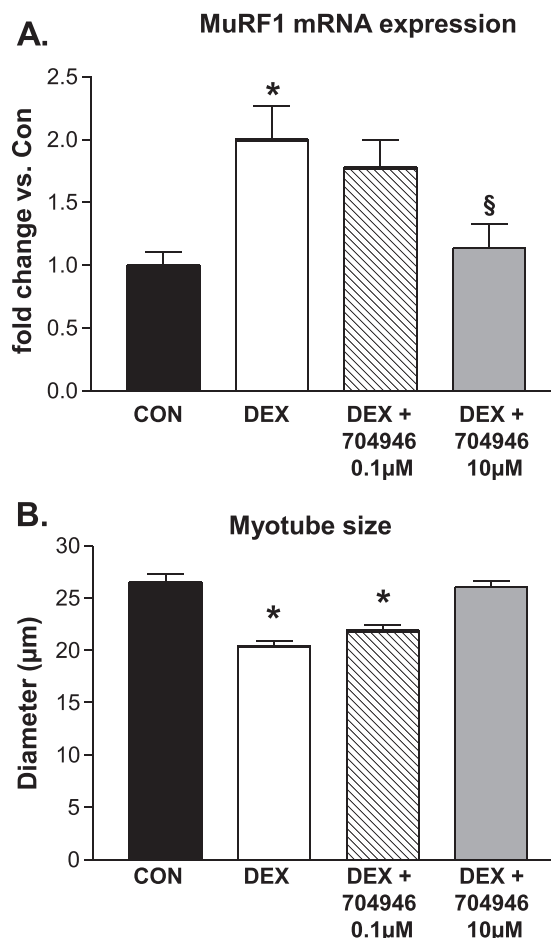 A.
MuRF1 mRNA expression
fold change vs. Con
2.5
2.0
1.5
1.0
0.5
0.0
*
§
CON
DEX
DEX +
704946
0.1µM
DEX +
704946
10µM
B.
Myotube size
Diameter (µm)
30
25
20
15
10
5
0
*
*
CON
DEX
DEX +
704946
0.1µM
DEX +
704946
10µM